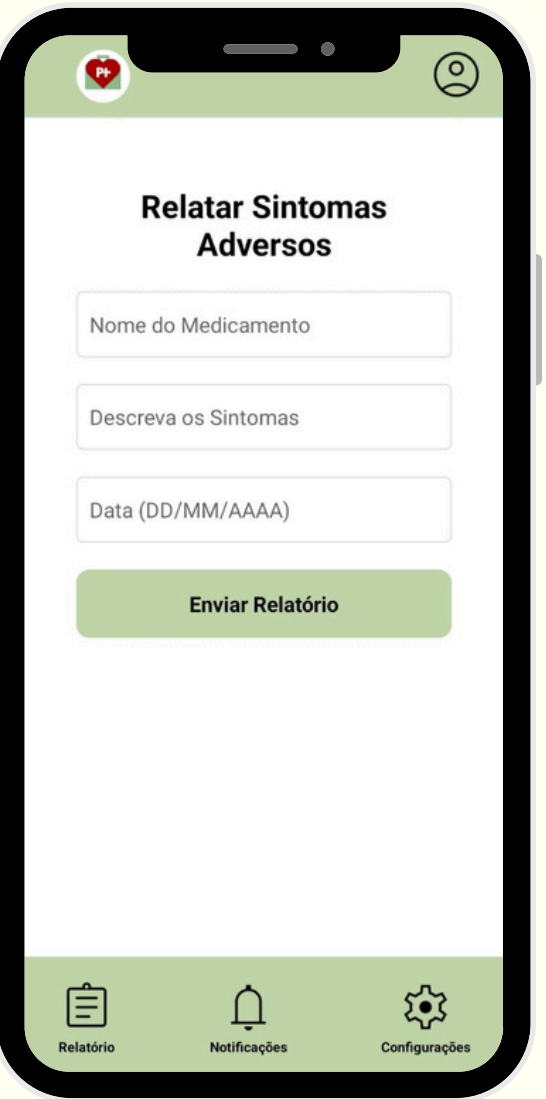 P+
Relatar Sintomas
Adversos
Nome do Medicamento
Descreva os Sintomas
Data (DD/MM/AAAA)
Enviar Relatório
Relatório
Notificações
Configurações